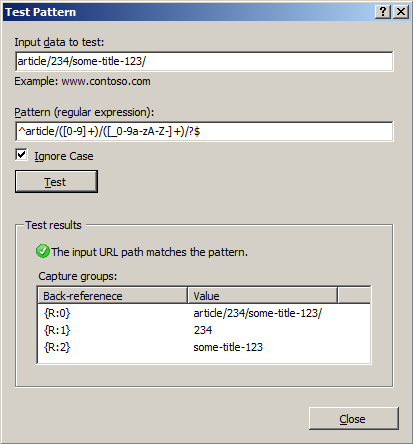 Test Pattern
Input data to test:
article/234/some-title-123/
Example: www.contoso.com
Pattern (regular expression):
^article/([0-9]+)/([_0-9a-zA-Z-]+)/?$
Ignore Case
Test
Test results
The input URL path matches the pattern.
Capture groups:
Back-referenece Value
{R:0} article/234/some-title-123/
{R:1} 234
{R:2} some-title-123
Close